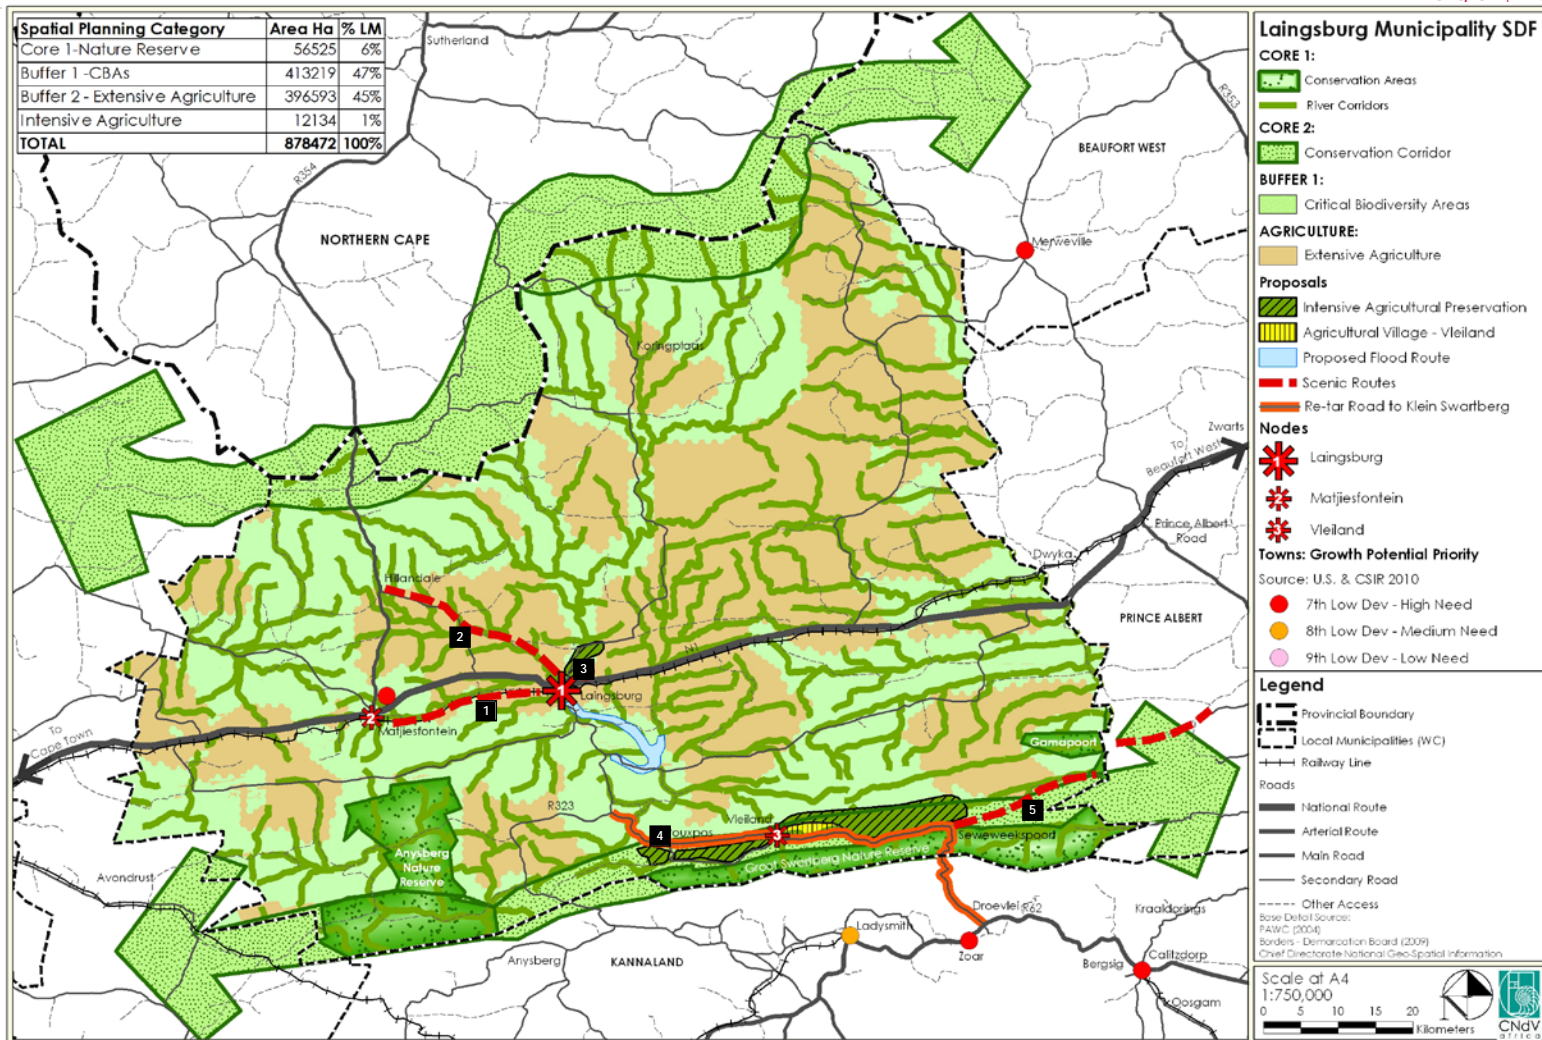 Spatial Planning Category Area Ha % LM
Core 1-Nature Reserve 56525 6%
Buffer 1 -CBAs 413219 47%
Buffer 2 - Extensive Agriculture 396593 45%
Intensive Agriculture 12134 1%
TOTAL 878472 100%
Sutherland
R353
R354
BEAUFORT WEST
NORTHERN CAPE
Merweville
Koringplaas
Zwarts
To
Beaufort West
Prince Albert
Road
Dwyka
Hillandale
PRINCE ALBERT
2
3
N1
1
Laingsburg
1
2
Matjiesfontein
To
Cape Town
Gamapoort
R323
Vleiland
5
4
ouxpos
3
Seweweekspoort
Groot Swartberg Nature Reserve
Anysberg
Nature
Reserve
Avondrust
Droevlei
R62
Kraaldorings
Ladysmith
Zoar
Anysberg
KANNALAND
Bergsig
Calitzdorp
Oosgam
Laingsburg Municipality SDF
CORE 1:
Conservation Areas
River Corridors
CORE 2:
Conservation Corridor
BUFFER 1:
Critical Biodiversity Areas
AGRICULTURE:
Extensive Agriculture
Proposals
Intensive Agricultural Preservation
Agricultural Village - Vleiland
Proposed Flood Route
Scenic Routes
Re-tar Road to Klein Swartberg
Nodes
1 Laingsburg
2 Matjiesfontein
3 Vleiland
Towns: Growth Potential Priority
Source: U.S. & CSIR 2010
7th Low Dev - High Need
8th Low Dev - Medium Need
9th Low Dev - Low Need
Legend
Provincial Boundary
Local Municipalities (WC)
Railway Line
Roads
National Route
Arterial Route
Main Road
Secondary Road
Other Access
Base Detail Source:
PAWC (2004)
Borders - Demarcation Board (2009)
Chief Directorate National Geo-Spatial Information
Scale at A4
1:750,000
0 5 10 15 20
Kilometers
CNdV
africa